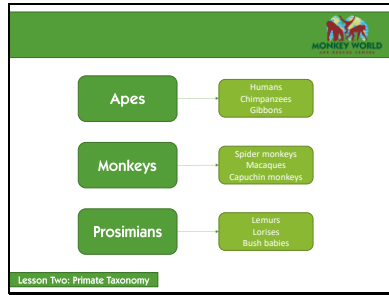 MONKEY WORLD
APE RESCUE CENTRE
Apes
Humans
Chimpanzees
Gibbons
Monkeys
Spider monkeys
Macaques
Capuchin monkeys
Prosimians
Lemurs
Lorises
Bush babies
Lesson Two: Primate Taxonomy